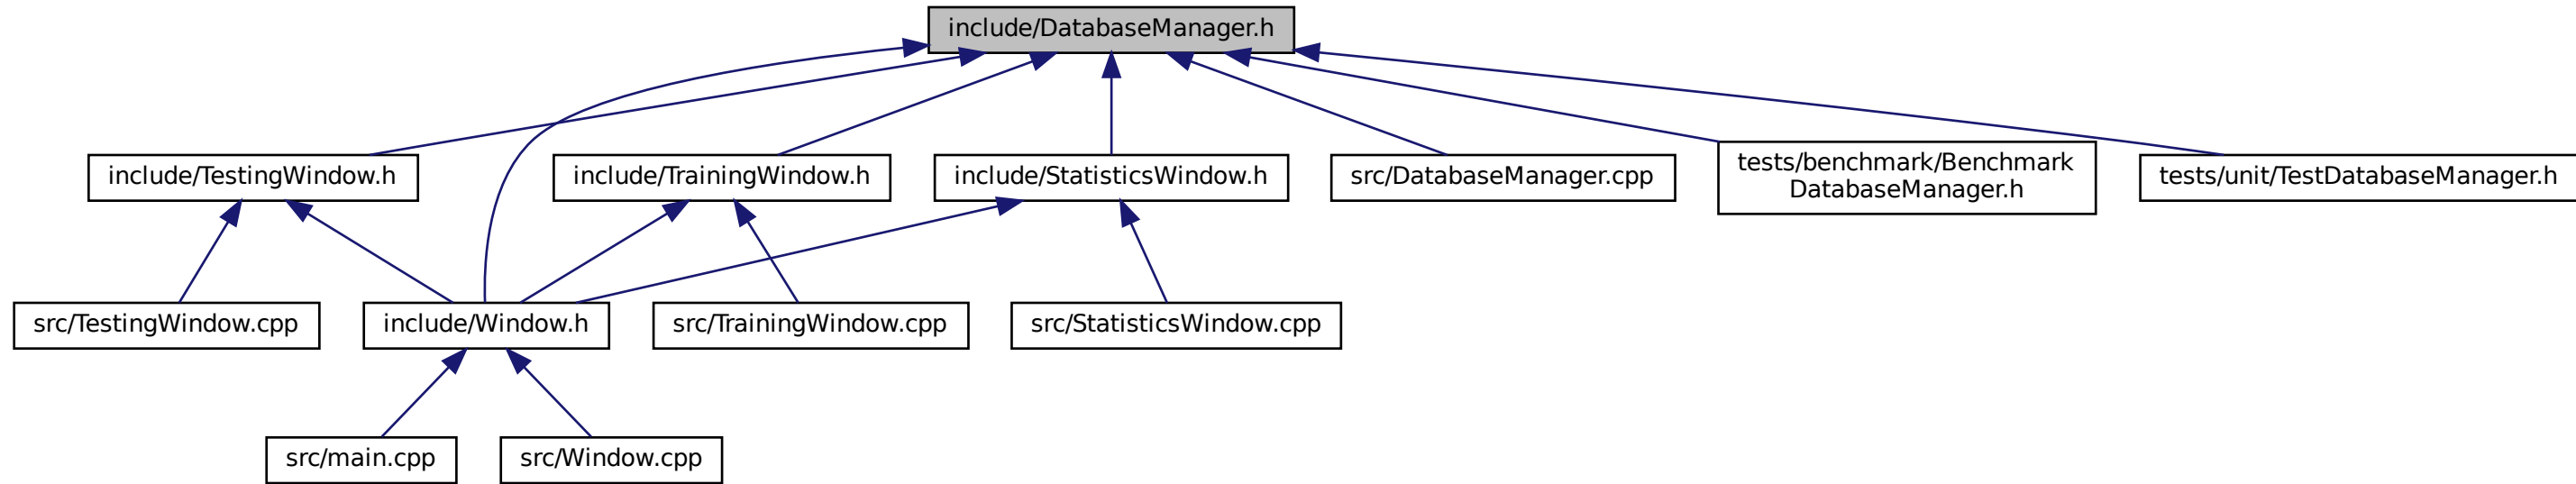 include/DatabaseManager.h
include/TestingWindow.h
include/TrainingWindow.h
include/StatisticsWindow.h
src/DatabaseManager.cpp
tests/benchmark/Benchmark
DatabaseManager.h
tests/unit/TestDatabaseManager.h
src/TestingWindow.cpp
include/Window.h
src/TrainingWindow.cpp
src/StatisticsWindow.cpp
src/main.cpp
src/Window.cpp